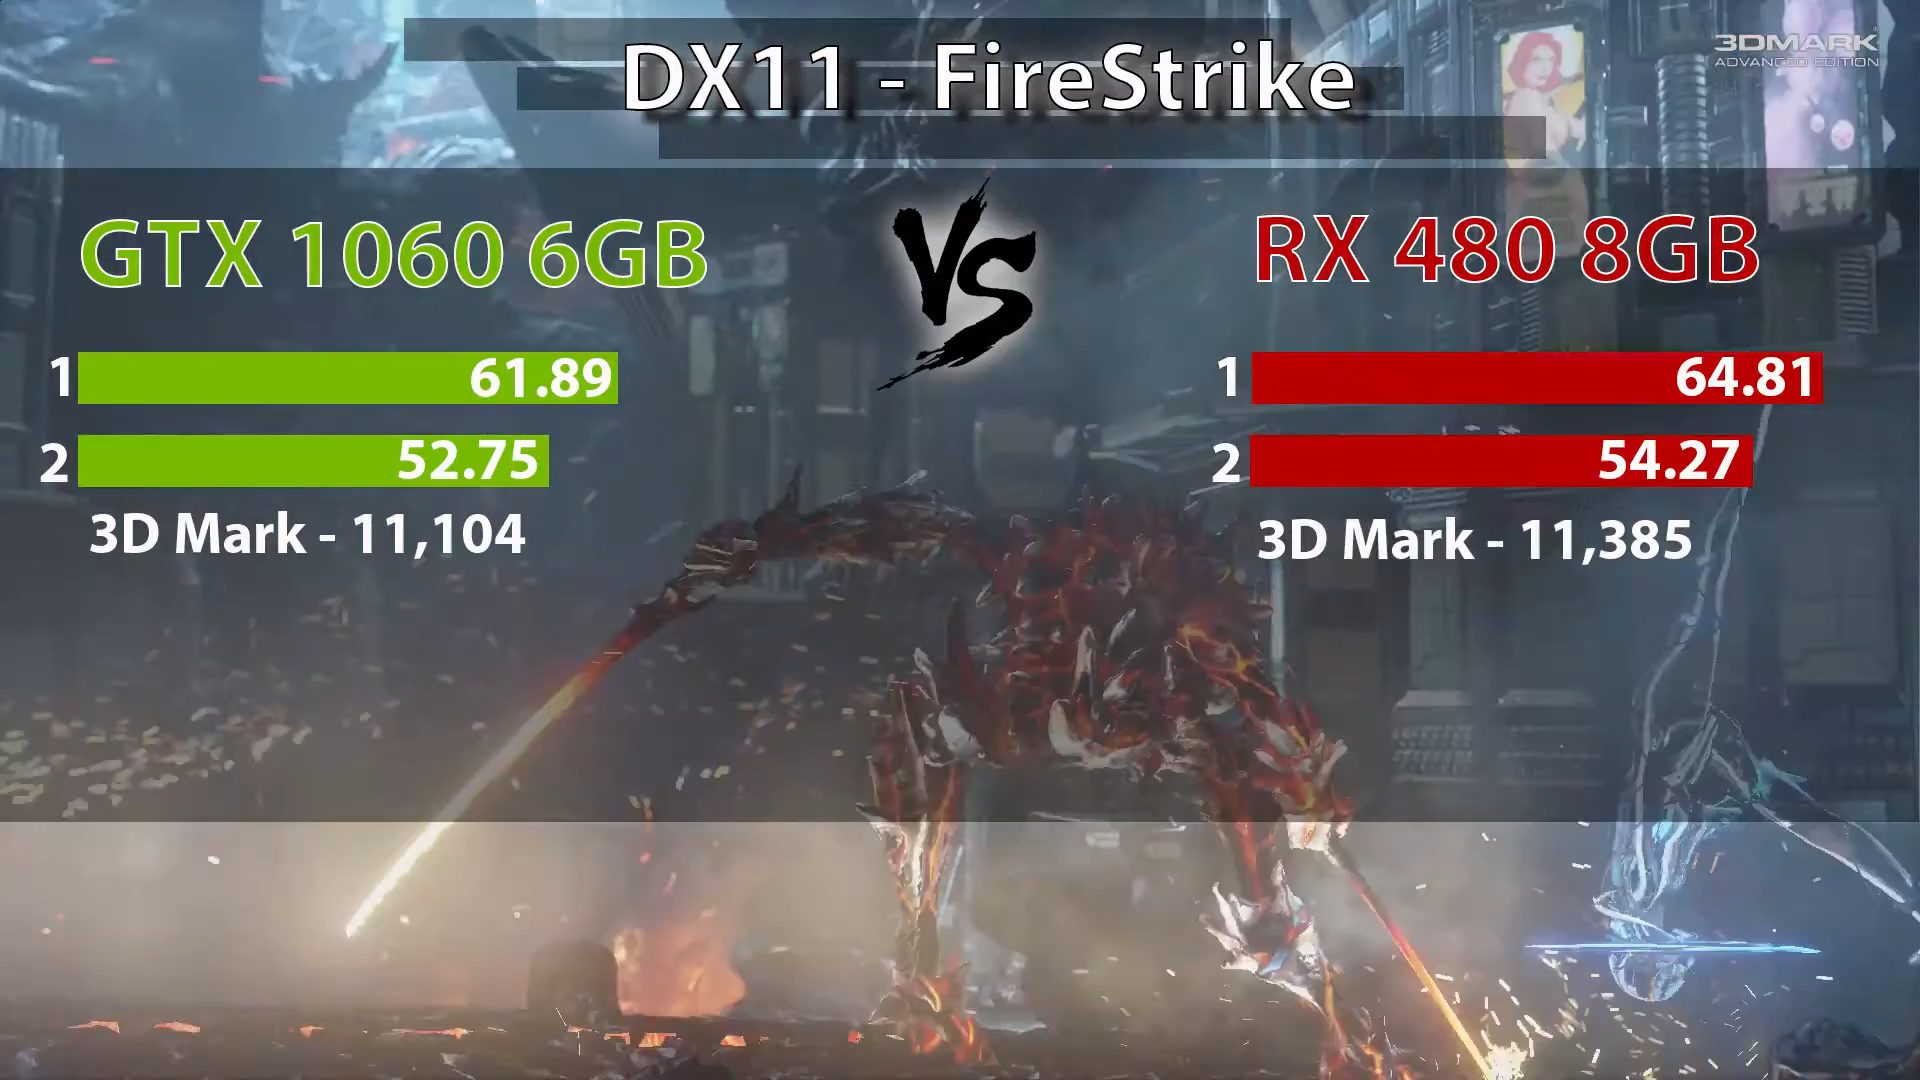 DX11 - FireStrike
3DMARK
ADVANCED EDITION
GTX 1060 6GB
VS
RX 480 8GB
1 61.89
2 52.75
3D Mark - 11,104
1 64.81
2 54.27
3D Mark - 11,385